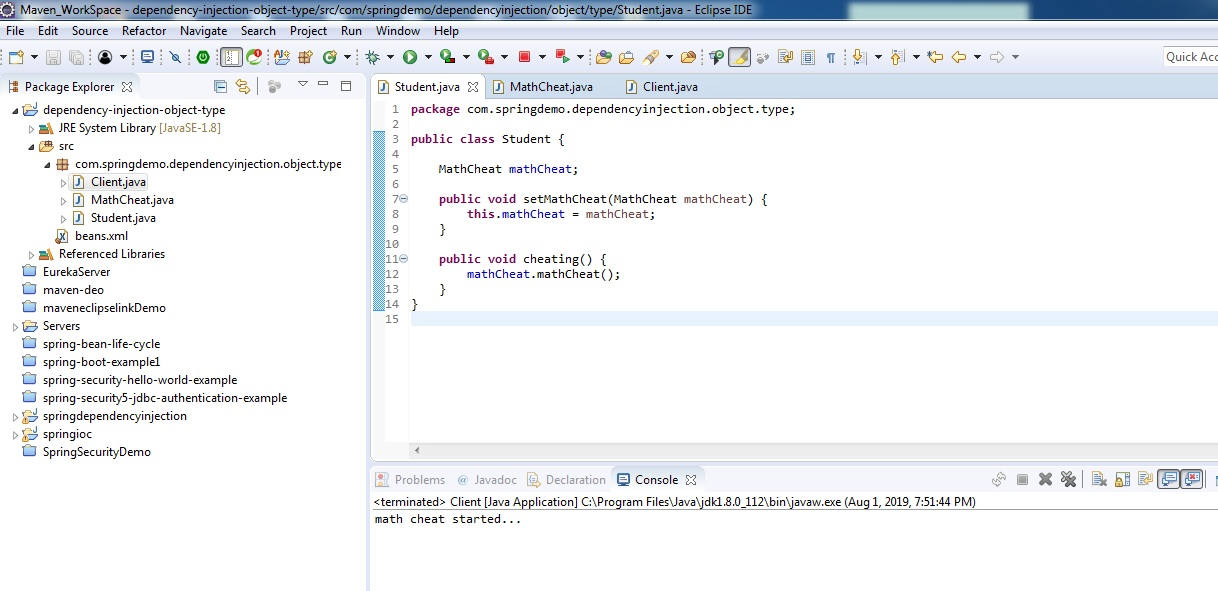 Maven_WorkSpace - dependency-injection-object-type/src/com/springdemo/dependencyinjection/object/type/Student.java - Eclipse IDE
File Edit Source Refactor Navigate Search Project Run Window Help
Quick Acc
Package Explorer
dependency-injection-object-type
JRE System Library [JavaSE-1.8]
src
com.springdemo.dependencyinjection.object.type
Client.java
MathCheat.java
Student.java
beans.xml
Referenced Libraries
EurekaServer
maven-deo
maveneclipselinkDemo
Servers
spring-bean-life-cycle
spring-boot-example1
spring-security-hello-world-example
spring-security5-jdbc-authentication-example
springdependencyinjection
springioc
SpringSecurityDemo
Student.java MathCheat.java Client.java
1 package com.springdemo.dependencyinjection.object.type;
2
3 public class Student {
4
5 MathCheat mathCheat;
6
7 public void setMathCheat(MathCheat mathCheat) {
8 this.mathCheat = mathCheat;
9 }
10
11 public void cheating() {
12 mathCheat.mathCheat();
13 }
14 }
15
Problems @ Javadoc Declaration Console
<terminated> Client [Java Application] C:\Program Files\Java\jdk1.8.0_112\bin\javaw.exe (Aug 1, 2019, 7:51:44 PM)
math cheat started...